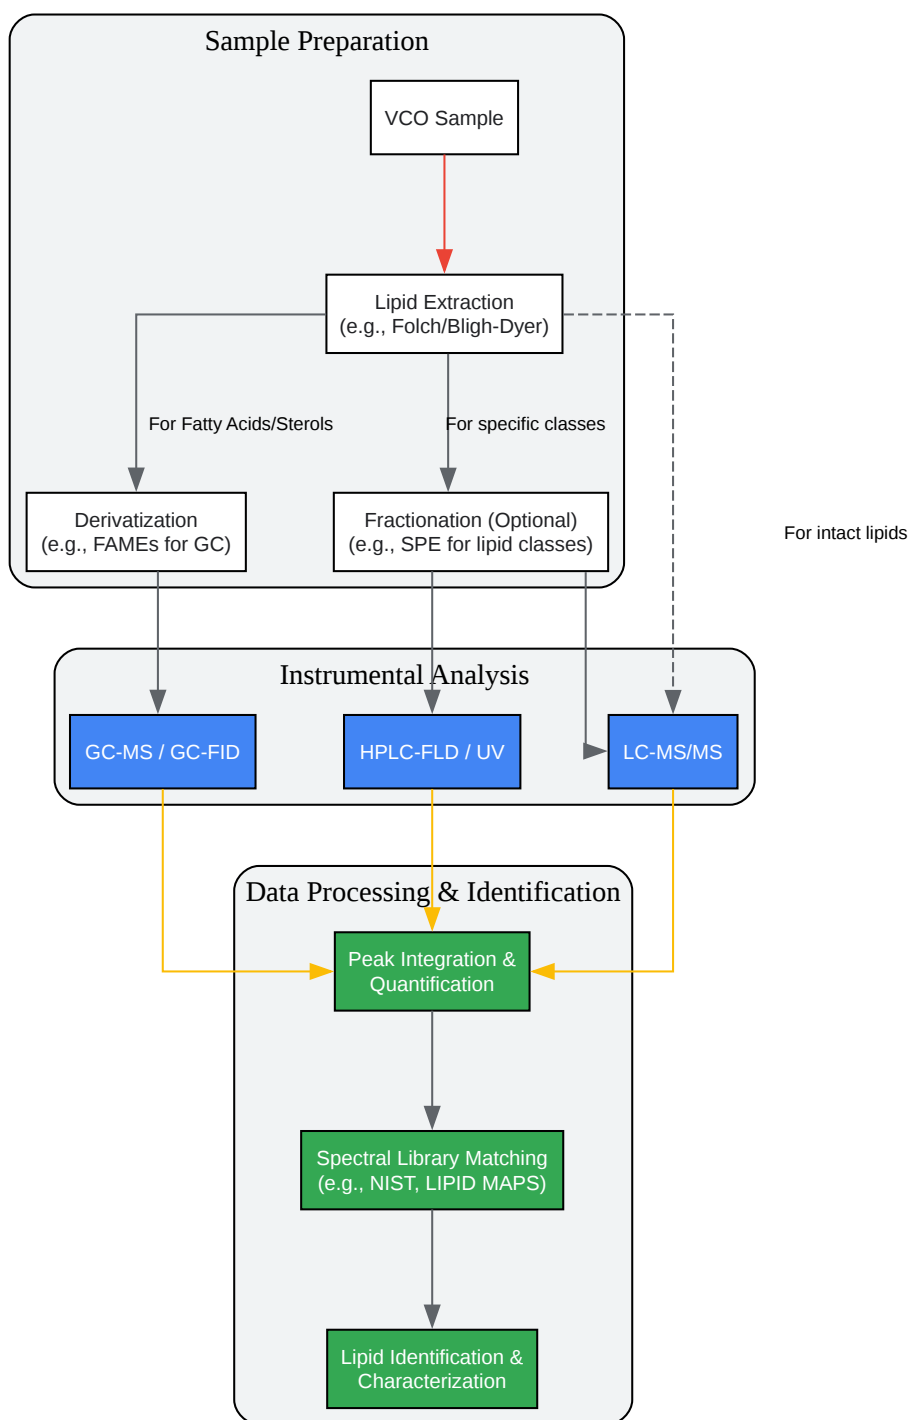 Sample Preparation
VCO Sample
Lipid Extraction
(e.g., Folch/Bligh-Dyer)
For Fatty Acids/Sterols
For specific classes
Derivatization
(e.g., FAMEs for GC)
Fractionation (Optional)
(e.g., SPE for lipid classes)
For intact lipids
Instrumental Analysis
GC-MS / GC-FID
HPLC-FLD / UV
LC-MS/MS
Data Processing & Identification
Peak Integration &
Quantification
Spectral Library Matching
(e.g., NIST, LIPID MAPS)
Lipid Identification &
Characterization